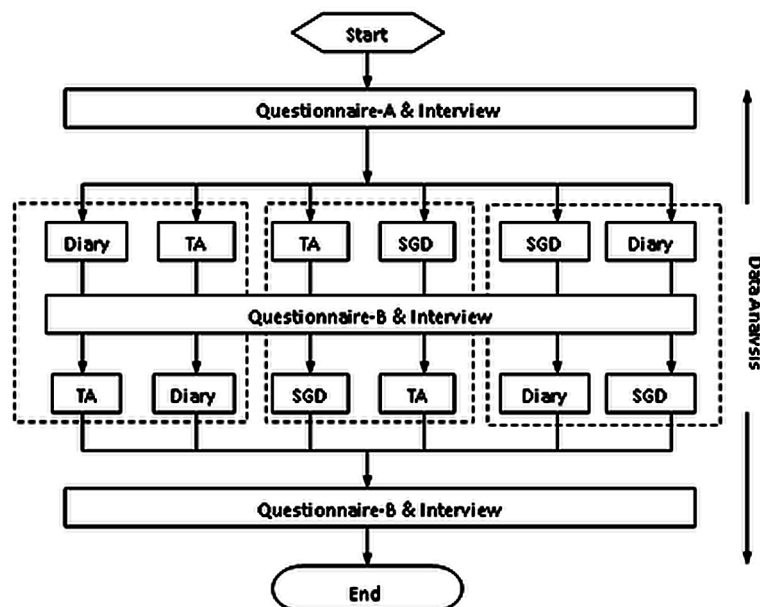 Start
Questionnaire-A & Interview
Diary TA TA SGD SGD Diary
Questionnaire-B & Interview
TA Diary SGD TA Diary SGD
Questionnaire-B & Interview
End
Data Analysis